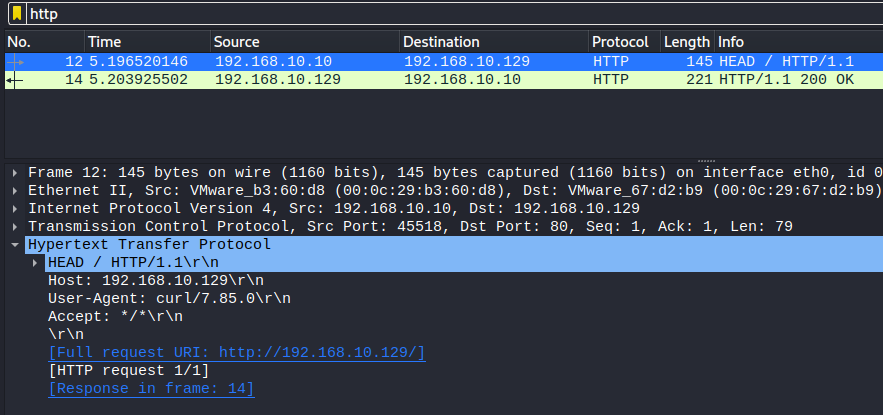 http
No. Time Source Destination Protocol Length Info
12 5.196520146 192.168.10.10 192.168.10.129 HTTP 145 HEAD / HTTP/1.1
14 5.203925502 192.168.10.129 192.168.10.10 HTTP 221 HTTP/1.1 200 OK
Frame 12: 145 bytes on wire (1160 bits), 145 bytes captured (1160 bits) on interface eth0, id 0
Ethernet II, Src: VMware_b3:60:d8 (00:0c:29:b3:60:d8), Dst: VMware_67:d2:b9 (00:0c:29:67:d2:b9)
Internet Protocol Version 4, Src: 192.168.10.10, Dst: 192.168.10.129
Transmission Control Protocol, Src Port: 45518, Dst Port: 80, Seq: 1, Ack: 1, Len: 79
Hypertext Transfer Protocol
HEAD / HTTP/1.1\r\n
Host: 192.168.10.129\r\n
User-Agent: curl/7.85.0\r\n
Accept: */*\r\n
\r\n
[Full request URI: http://192.168.10.129/]
[HTTP request 1/1]
[Response in frame: 14]